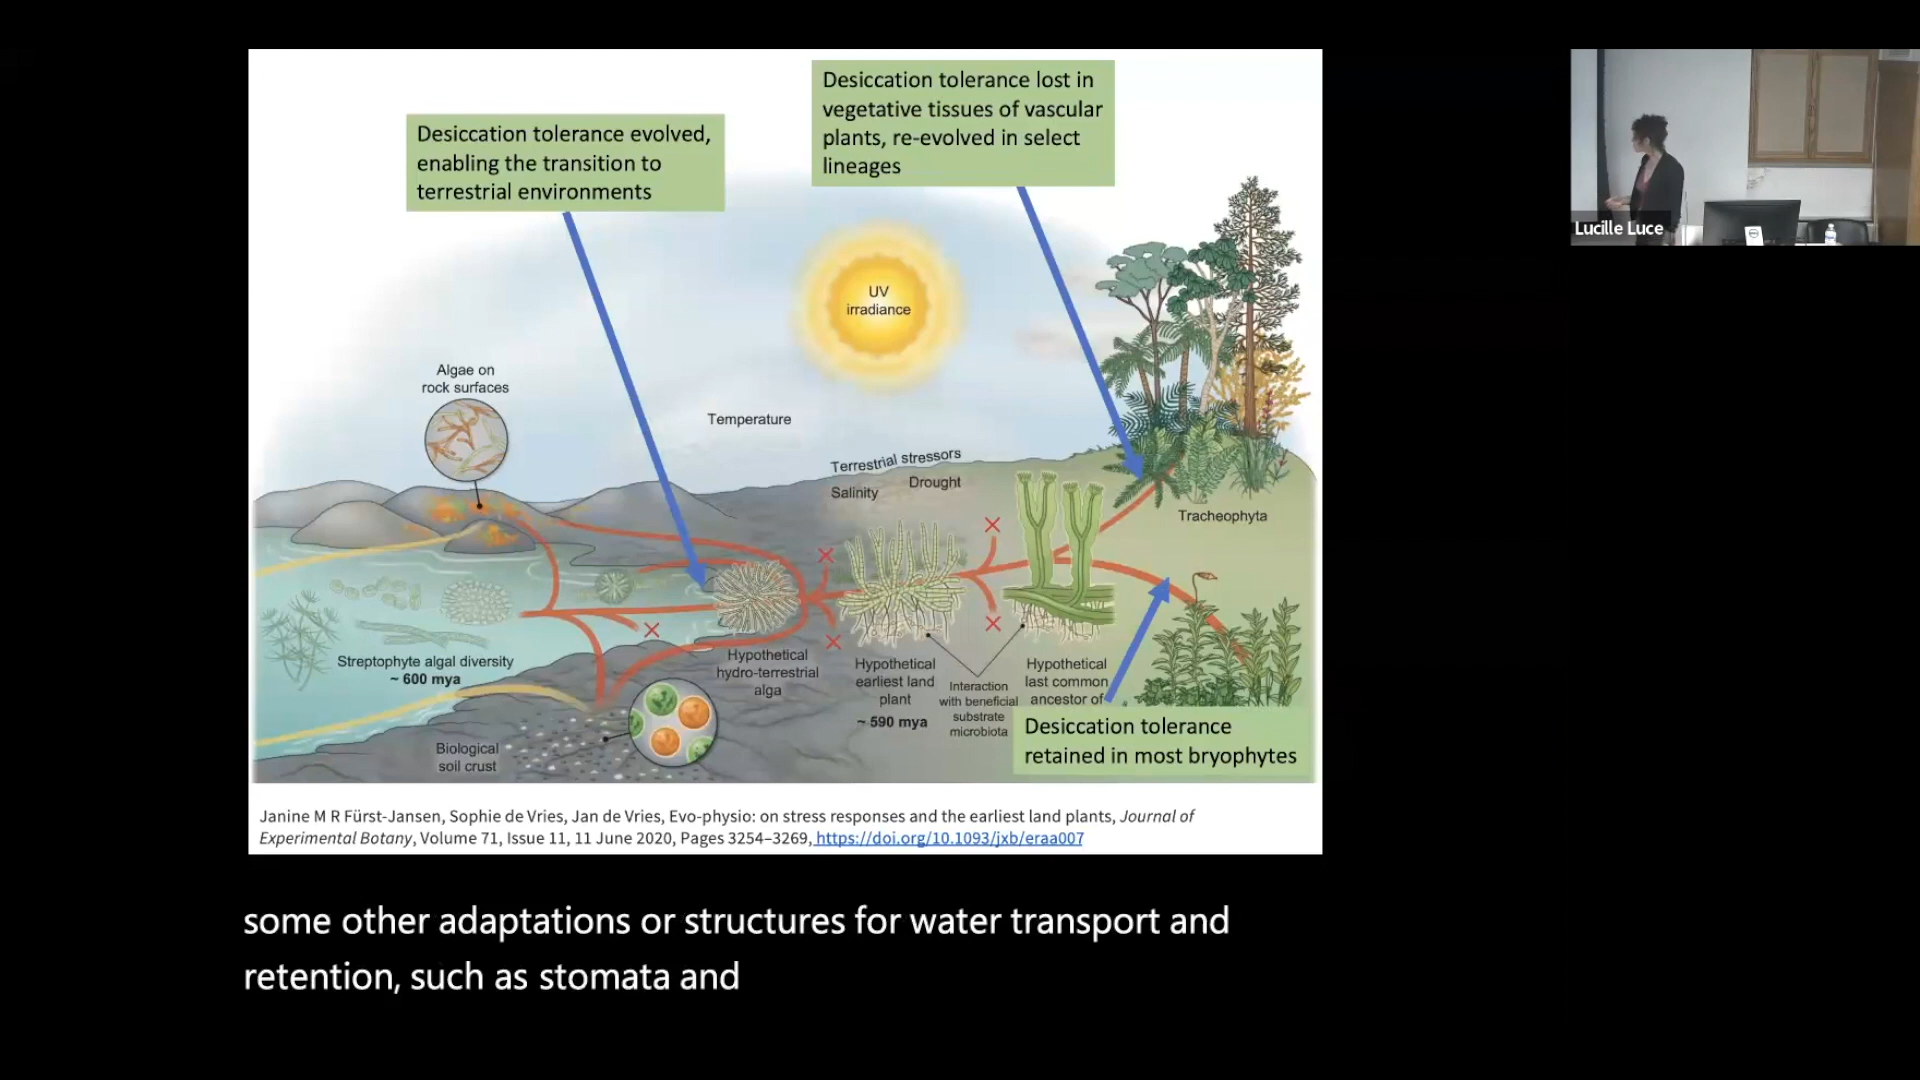 Desiccation tolerance lost in
vegetative tissues of vascular
plants, re-evolved in select
lineages
Desiccation tolerance evolved,
enabling the transition to
terrestrial environments
Lucille Luce
UV
irradiance
Algae on
rock surfaces
Temperature
Terrestrial stressors
Salinity
Drought
Tracheophyta
Streptophyte algal diversity
~ 600 mya
Hypothetical
hydro-terrestrial
alga
Hypothetical
earliest land
plant
~ 590 mya
Interaction
with beneficial
substrate
microbiota
Hypothetical
last common
ancestor of
Desiccation tolerance
retained in most bryophytes
Biological
soil crust
Janine M R Fürst-Jansen, Sophie de Vries, Jan de Vries, Evo-physio: on stress responses and the earliest land plants, Journal of
Experimental Botany, Volume 71, Issue 11, 11 June 2020, Pages 3254–3269, https://doi.org/10.1093/jxb/eraa007
some other adaptations or structures for water transport and
retention, such as stomata and